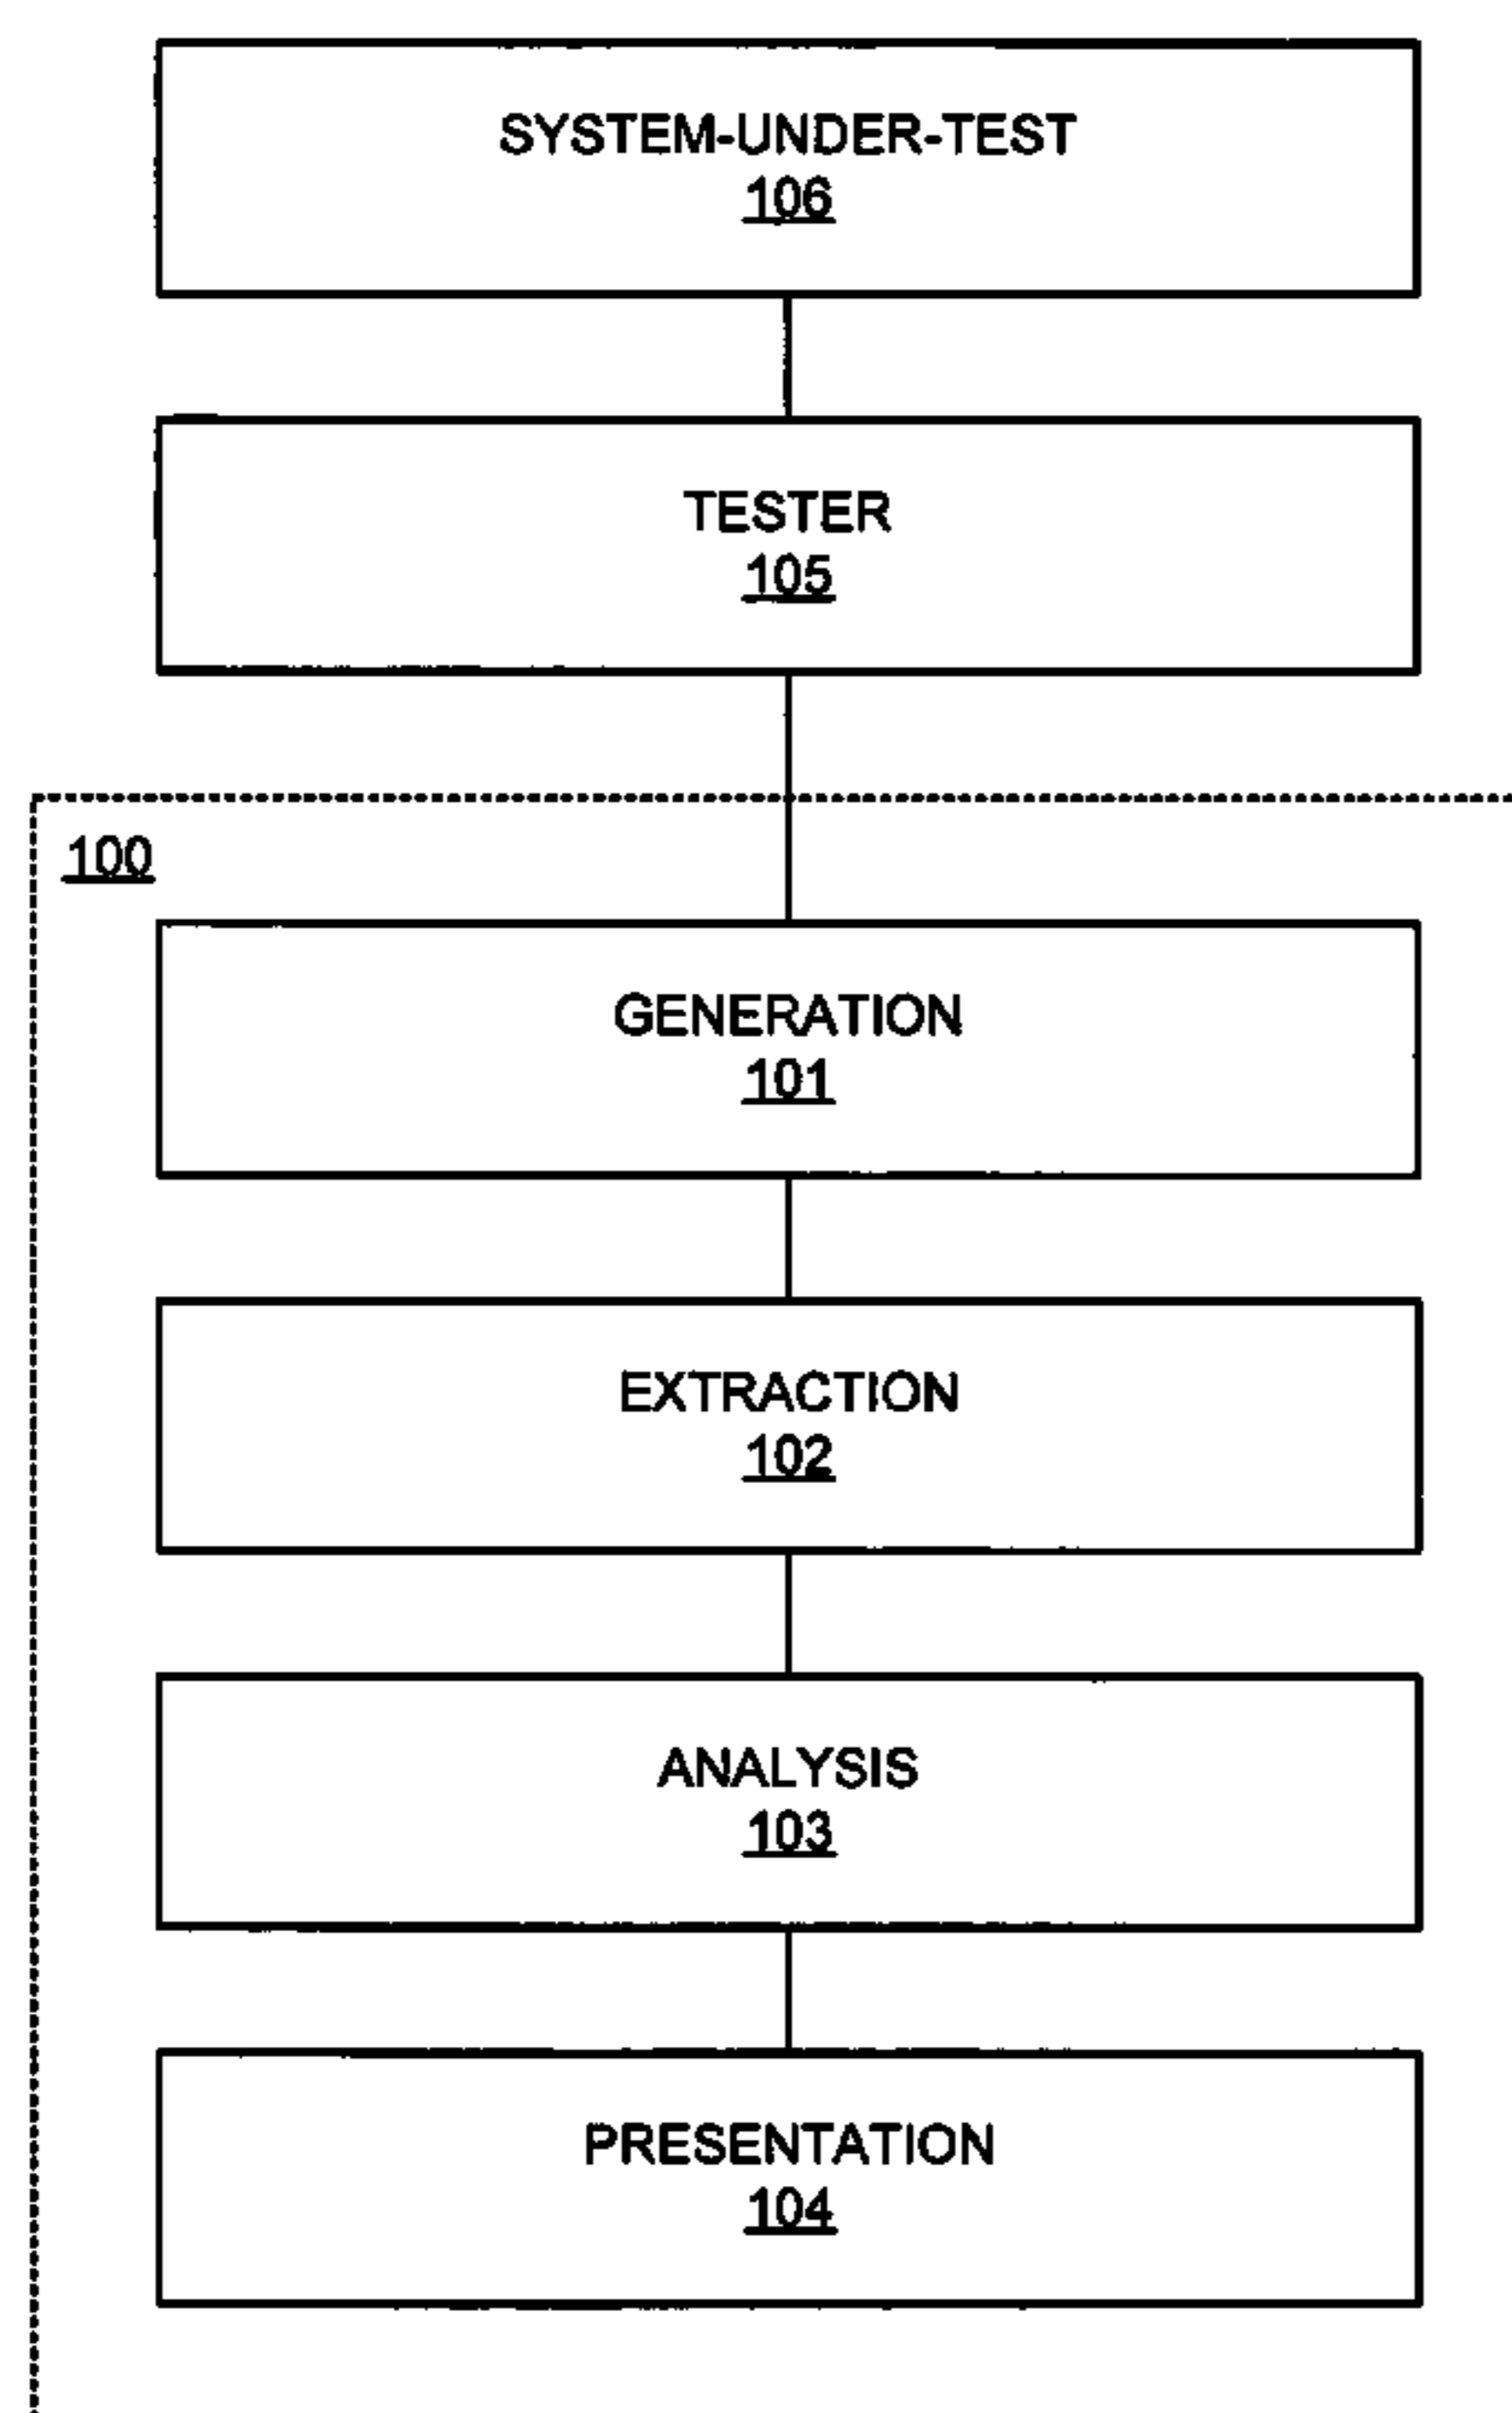 SYSTEM-UNDER-TEST
106
TESTER
105
100
GENERATION
101
EXTRACTION
102
ANALYSIS
103
PRESENTATION
104